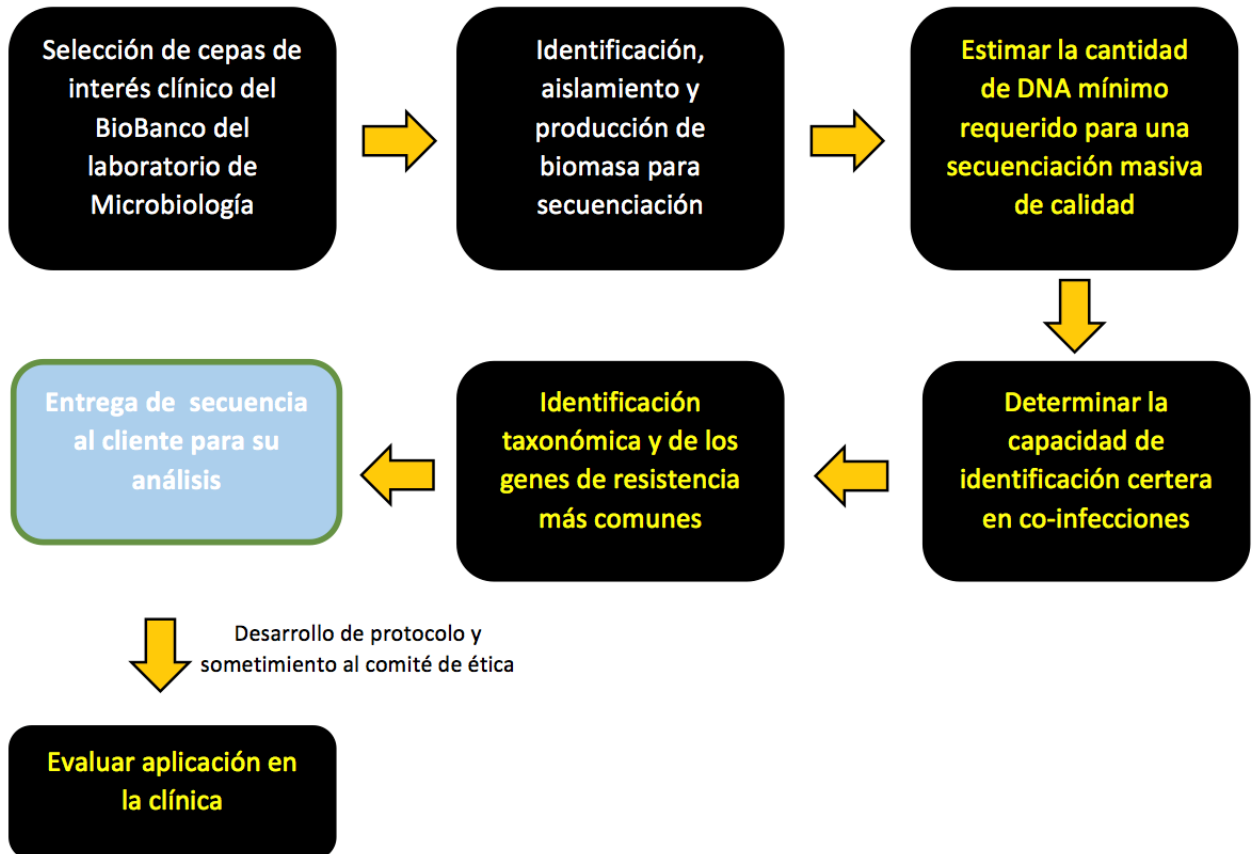 Selección de cepas de
interés clínico del
BioBanco del
laboratorio de
Microbiología
Identificación,
aislamiento y
producción de
biomasa para
secuenciación
Estimar la cantidad
de DNA mínimo
requerido para una
secuenciación masiva
de calidad
Determinar la
capacidad de
identificación certera
en co-infecciones
Identificación
taxonómica y de los
genes de resistencia
más comunes
Entrega de secuencia
al cliente para su
análisis
Desarrollo de protocolo y
sometimiento al comité de ética
Evaluar aplicación en
la clínica